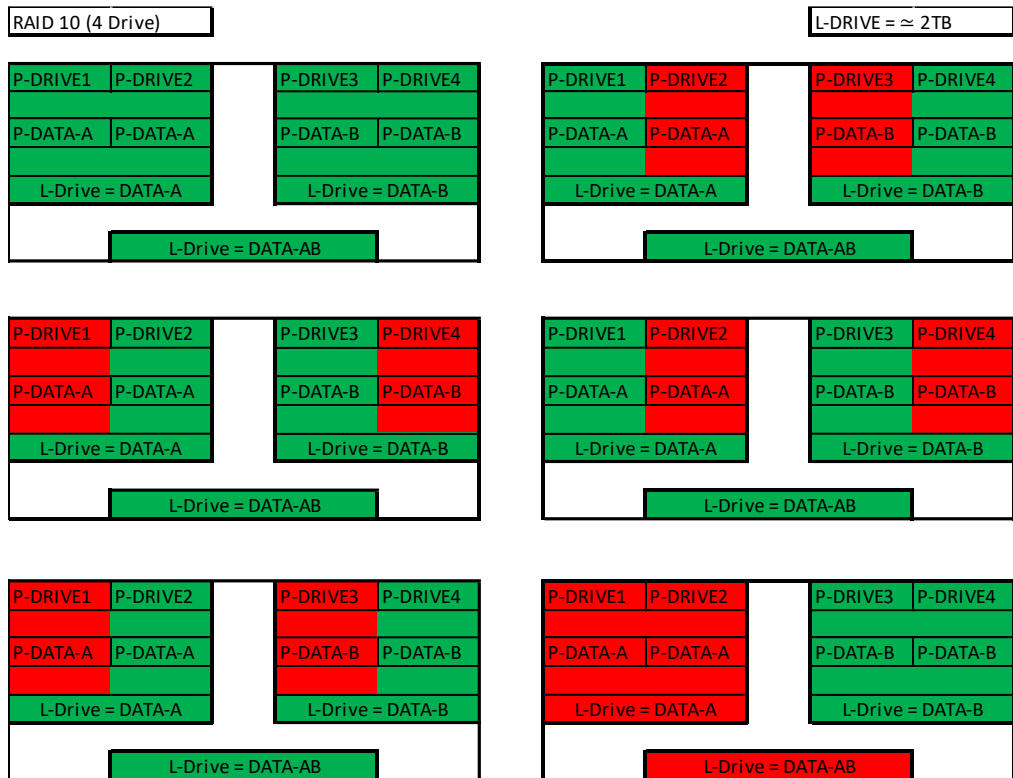 RAID 10 (4 Drive)
L-DRIVE = ≃ 2TB
P-DRIVE1 P-DRIVE2 P-DRIVE3 P-DRIVE4
P-DATA-A P-DATA-A P-DATA-B P-DATA-B
L-Drive = DATA-A L-Drive = DATA-B
L-Drive = DATA-AB
P-DRIVE1 P-DRIVE2 P-DRIVE3 P-DRIVE4
P-DATA-A P-DATA-A P-DATA-B P-DATA-B
L-Drive = DATA-A L-Drive = DATA-B
L-Drive = DATA-AB
P-DRIVE1 P-DRIVE2 P-DRIVE3 P-DRIVE4
P-DATA-A P-DATA-A P-DATA-B P-DATA-B
L-Drive = DATA-A L-Drive = DATA-B
L-Drive = DATA-AB
P-DRIVE1 P-DRIVE2 P-DRIVE3 P-DRIVE4
P-DATA-A P-DATA-A P-DATA-B P-DATA-B
L-Drive = DATA-A L-Drive = DATA-B
L-Drive = DATA-AB
P-DRIVE1 P-DRIVE2 P-DRIVE3 P-DRIVE4
P-DATA-A P-DATA-A P-DATA-B P-DATA-B
L-Drive = DATA-A L-Drive = DATA-B
L-Drive = DATA-AB
P-DRIVE1 P-DRIVE2 P-DRIVE3 P-DRIVE4
P-DATA-A P-DATA-A P-DATA-B P-DATA-B
L-Drive = DATA-A L-Drive = DATA-B
L-Drive = DATA-AB